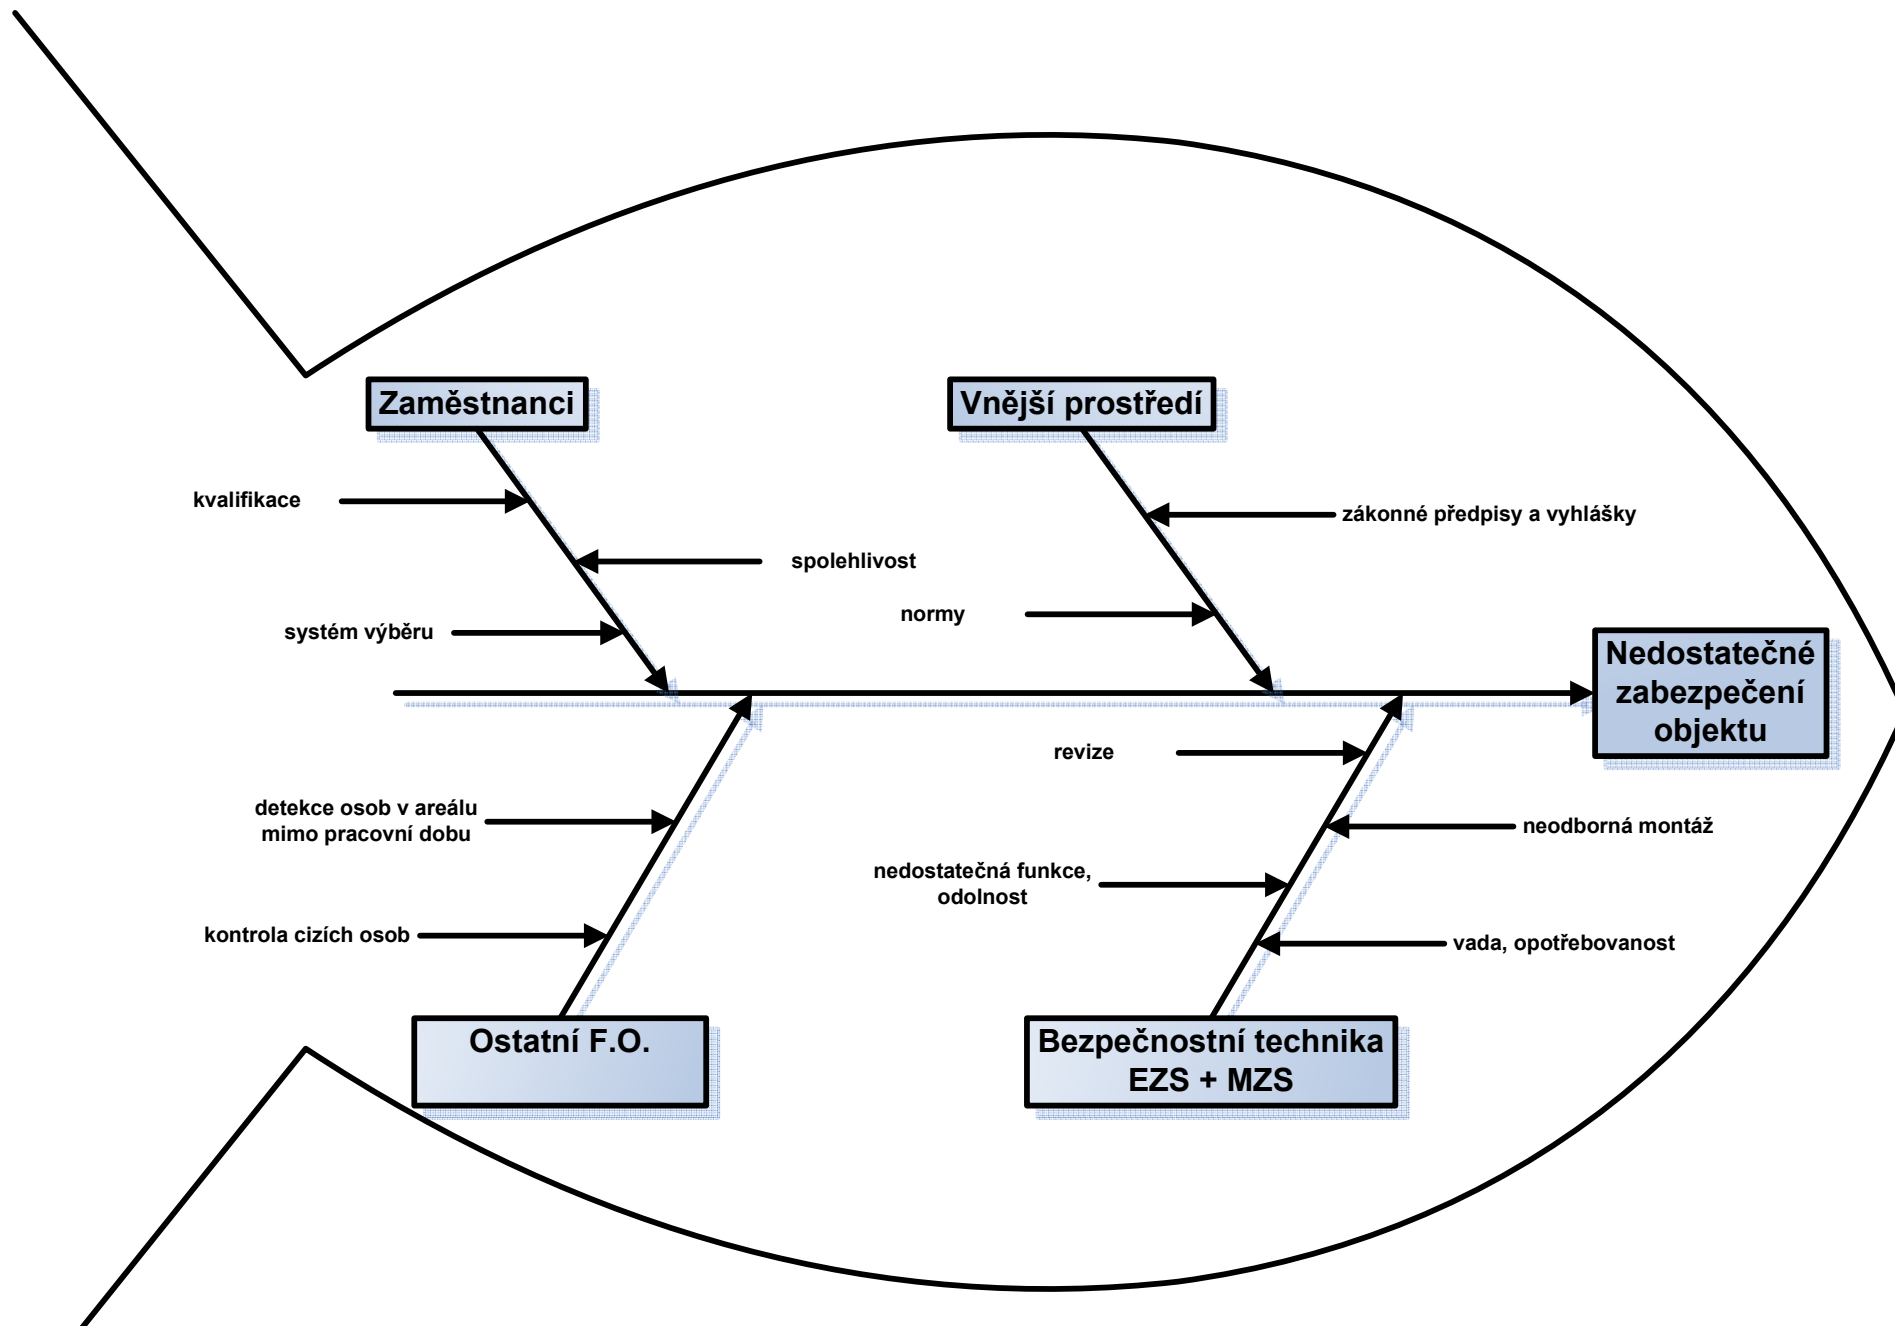 Zaměstnanci
Vnější prostředí
kvalifikace
zákonné předpisy a vyhlášky
spolehlivost
normy
systém výběru
Nedostatečné
zabezpečení
objektu
revize
detekce osob v areálu
mimo pracovní dobu
neodborná montáž
nedostatečná funkce,
odolnost
kontrola cizích osob
vada, opotřebovanost
Ostatní F.O.
Bezpečnostní technika
EZS + MZS